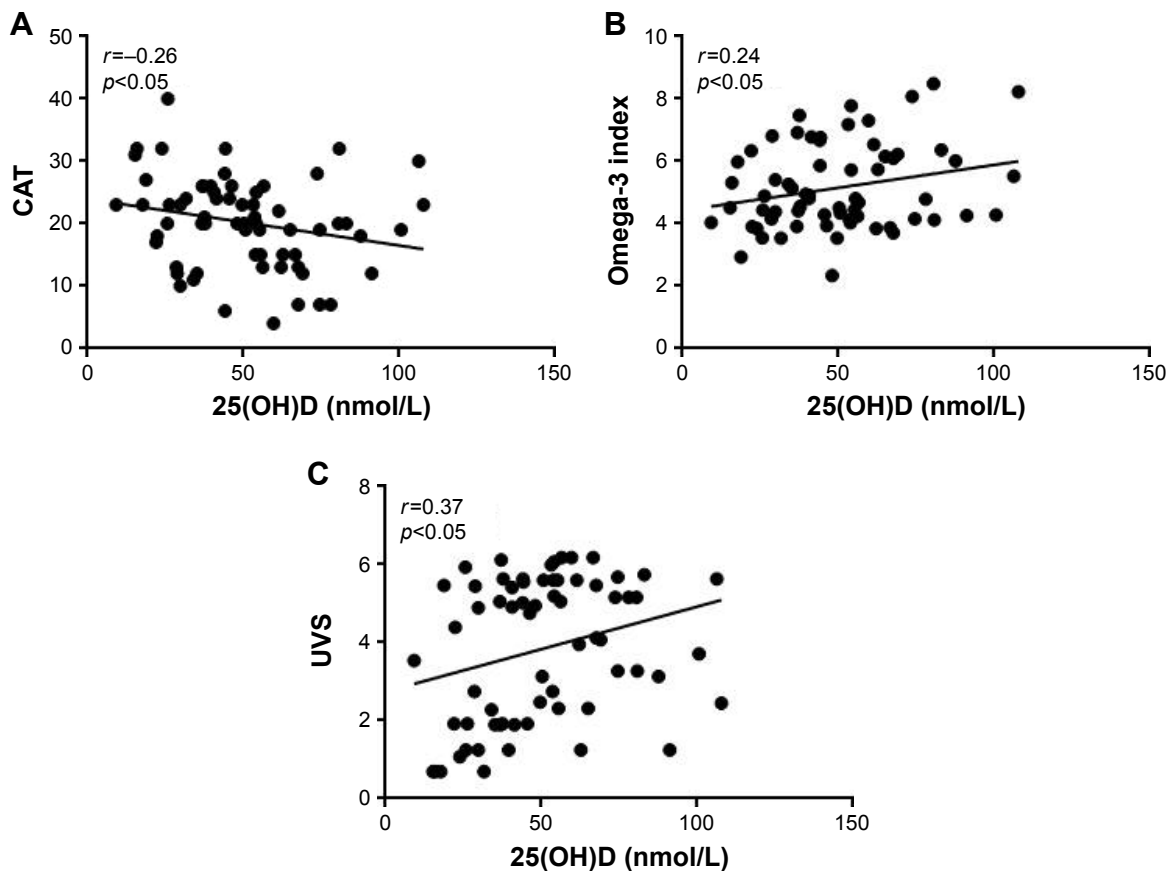 A
r=–0.26
p<0.05
CAT
50
40
30
20
10
0
0 50 100 150
25(OH)D (nmol/L)
B
r=0.24
p<0.05
Omega-3 index
10
8
6
4
2
0
0 50 100 150
25(OH)D (nmol/L)
C
r=0.37
p<0.05
UVS
8
6
4
2
0
0 50 100 150
25(OH)D (nmol/L)